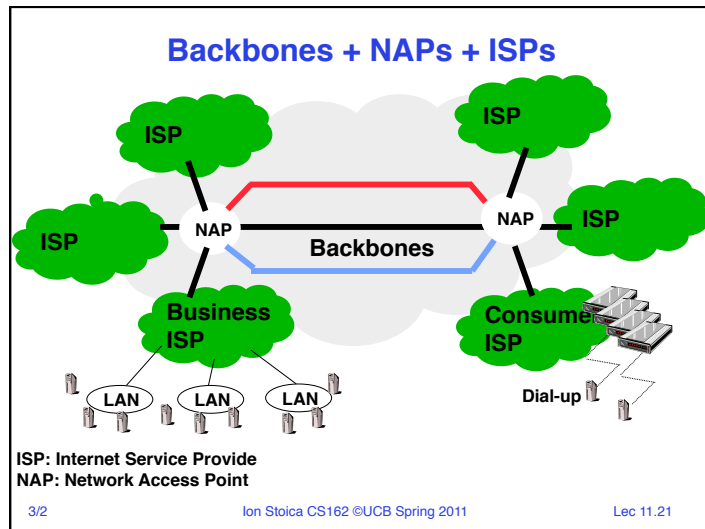 Backbones + NAPs + ISPs
ISP
ISP
ISP
NAP
NAP
ISP
Backbones
Business
ISP
Consume
ISP
LAN
LAN
LAN
Dial-up
ISP: Internet Service Provide
NAP: Network Access Point
3/2
Ion Stoica CS162 ©UCB Spring 2011
Lec 11.21